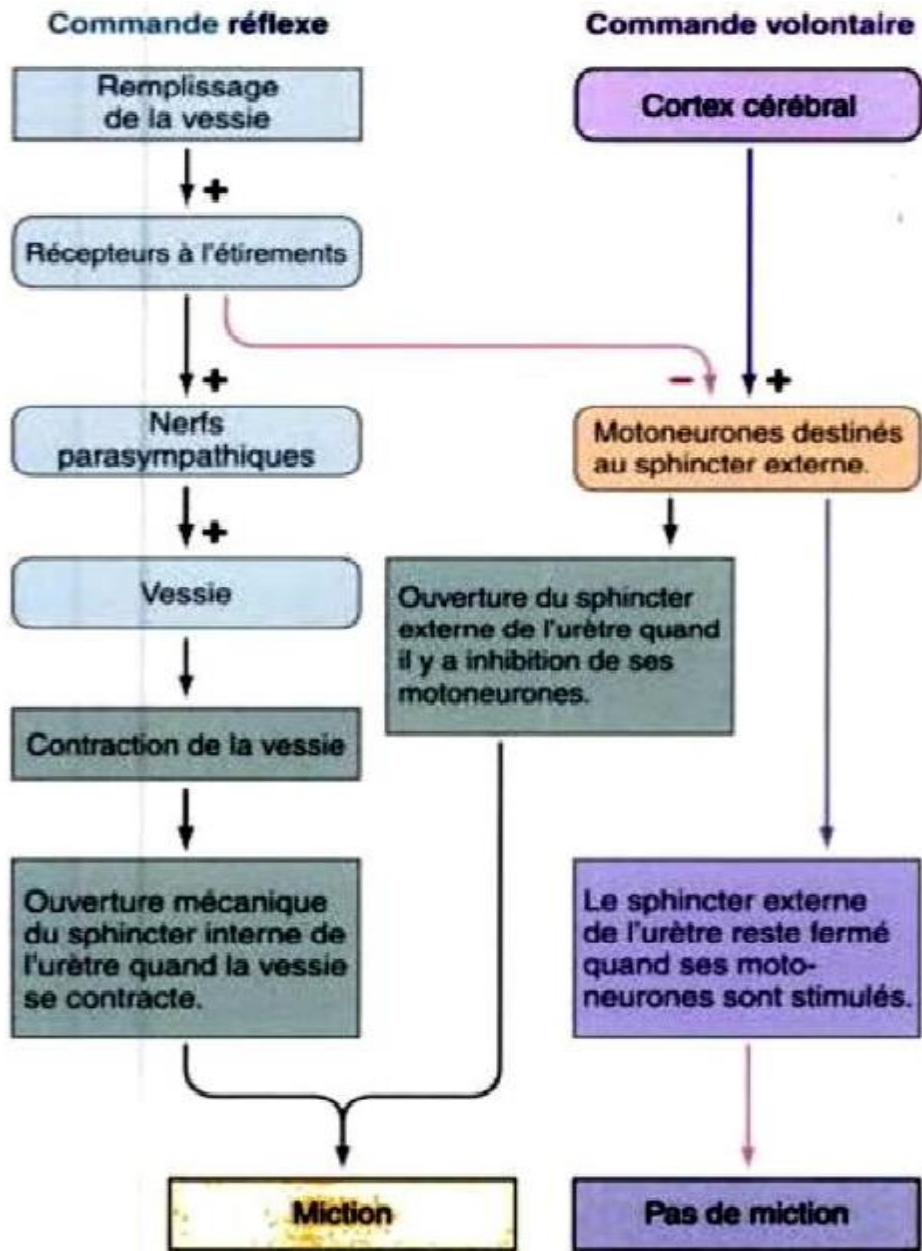 Commande réflexe
Commande volontaire
Remplissage
de la vessie
Cortex cérébral
+
Récepteurs à l'étirements
+
– +
Nerfs
parasympathiques
Motoneurones destinés
au sphincter externe.
+
Vessie
Ouverture du sphincter
externe de l'urètre quand
il y a inhibition de ses
motoneurones.
Contraction de la vessie
Ouverture mécanique
du sphincter interne de
l'urètre quand la vessie
se contracte.
Le sphincter externe
de l'urètre reste fermé
quand ses moto-
neurones sont stimulés.
Miction
Pas de miction